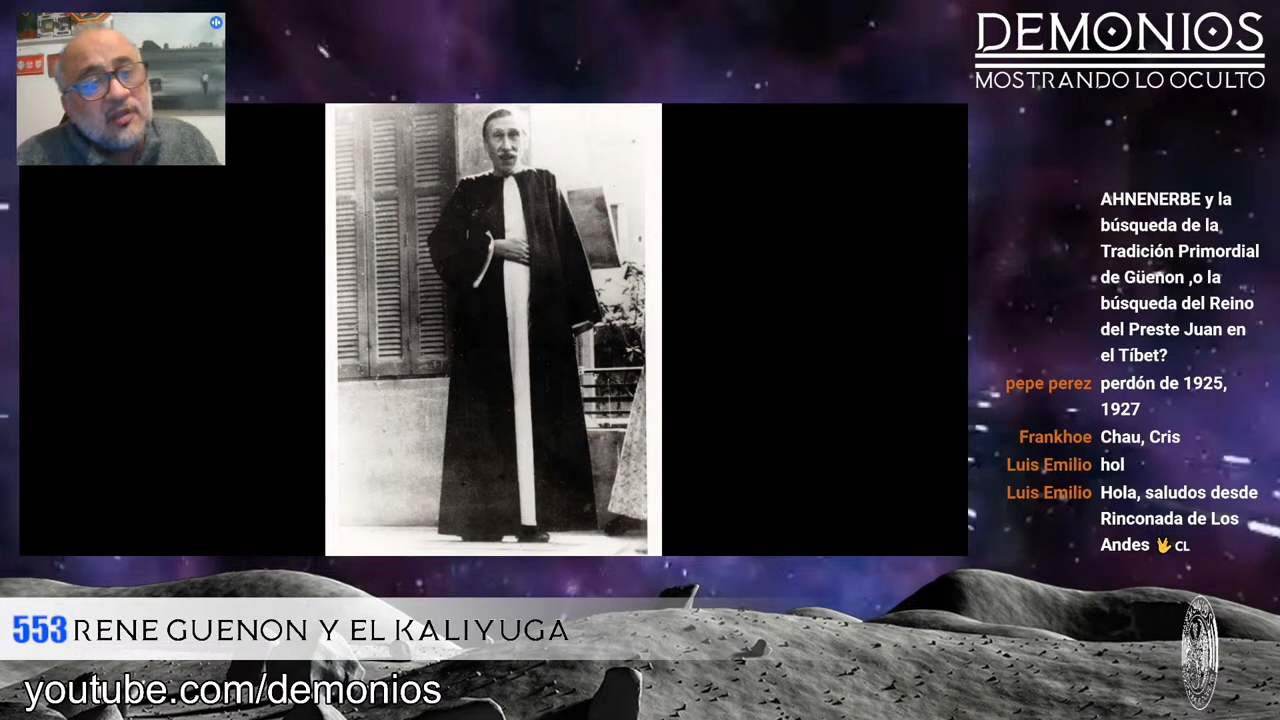 DEMONIOS
MOSTRANDO LO OCULTO
AHNENERBE y la
búsqueda de la
Tradición Primordial
de Güenon ,o la
búsqueda del Reino
del Preste Juan en
el Tíbet?
pepe perez perdón de 1925,
1927
Frankhoe Chau, Cris
Luis Emilio hol
Luis Emilio Hola, saludos desde
Rinconada de Los
Andes 🖖 CL
553 RENE GUENON Y EL KALIYUGA
youtube.com/demonios